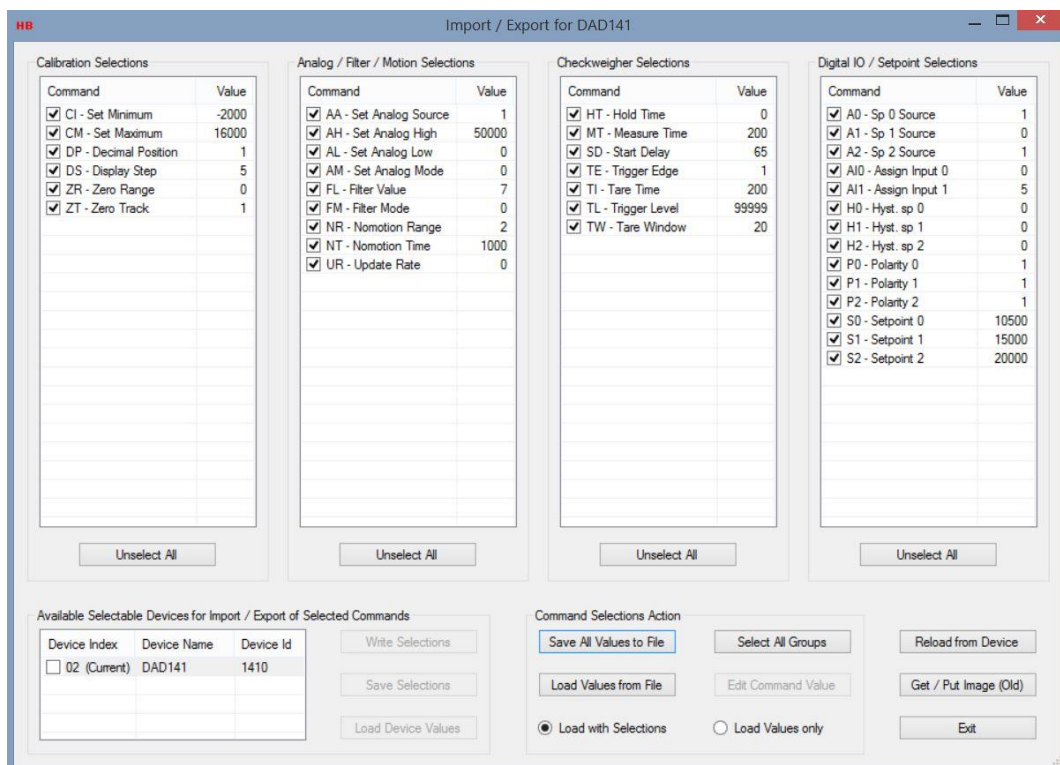 HB
Import / Export for DAD141
Calibration Selections
Command Value
CI - Set Minimum -2000
CM - Set Maximum 16000
DP - Decimal Position 1
DS - Display Step 5
ZR - Zero Range 0
ZT - Zero Track 1
Unselect All
Analog / Filter / Motion Selections
Command Value
AA - Set Analog Source 1
AH - Set Analog High 50000
AL - Set Analog Low 0
AM - Set Analog Mode 0
FL - Filter Value 7
FM - Filter Mode 0
NR - Nomotion Range 2
NT - Nomotion Time 1000
UR - Update Rate 0
Unselect All
Checkweigher Selections
Command Value
HT - Hold Time 0
MT - Measure Time 200
SD - Start Delay 65
TE - Trigger Edge 1
TI - Tare Time 200
TL - Trigger Level 99999
TW - Tare Window 20
Unselect All
Digital IO / Setpoint Selections
Command Value
A0 - Sp 0 Source 1
A1 - Sp 1 Source 0
A2 - Sp 2 Source 1
AI0 - Assign Input 0 0
AI1 - Assign Input 1 5
H0 - Hyst. sp 0 0
H1 - Hyst. sp 1 0
H2 - Hyst. sp 2 0
P0 - Polarity 0 1
P1 - Polarity 1 1
P2 - Polarity 2 1
S0 - Setpoint 0 10500
S1 - Setpoint 1 15000
S2 - Setpoint 2 20000
Unselect All
Available Selectable Devices for Import / Export of Selected Commands
Device Index Device Name Device Id
02 (Current) DAD141 1410
Write Selections
Save Selections
Load Device Values
Command Selections Action
Save All Values to File
Select All Groups
Load Values from File
Edit Command Value
Load with Selections
Load Values only
Reload from Device
Get / Put Image (Old)
Exit